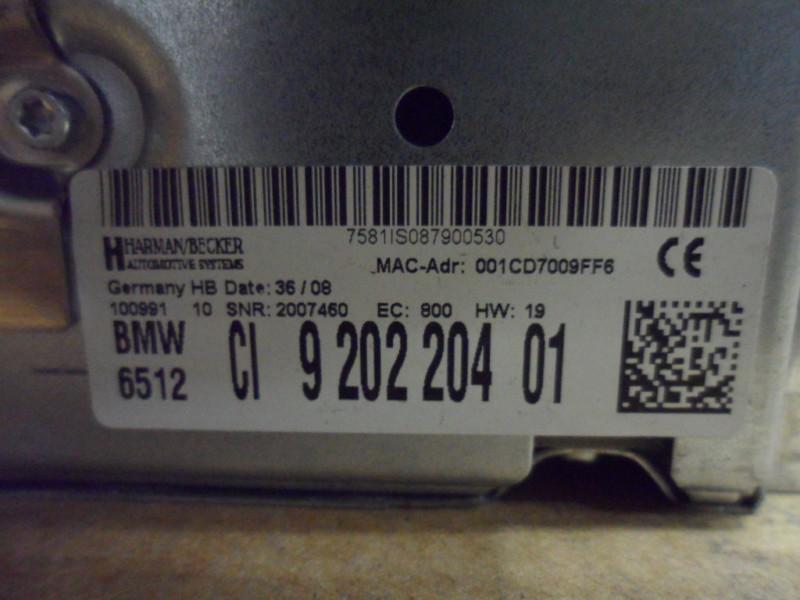 7581IS087900530
HARMAN/BECKER
AUTOMOTIVE SYSTEMS
MAC-Adr: 001CD7009FF6
CE
Germany HB Date: 36 / 08
100991 10 SNR: 2007460 EC: 800 HW: 19
BMW
6512
CI 9 202 204 01